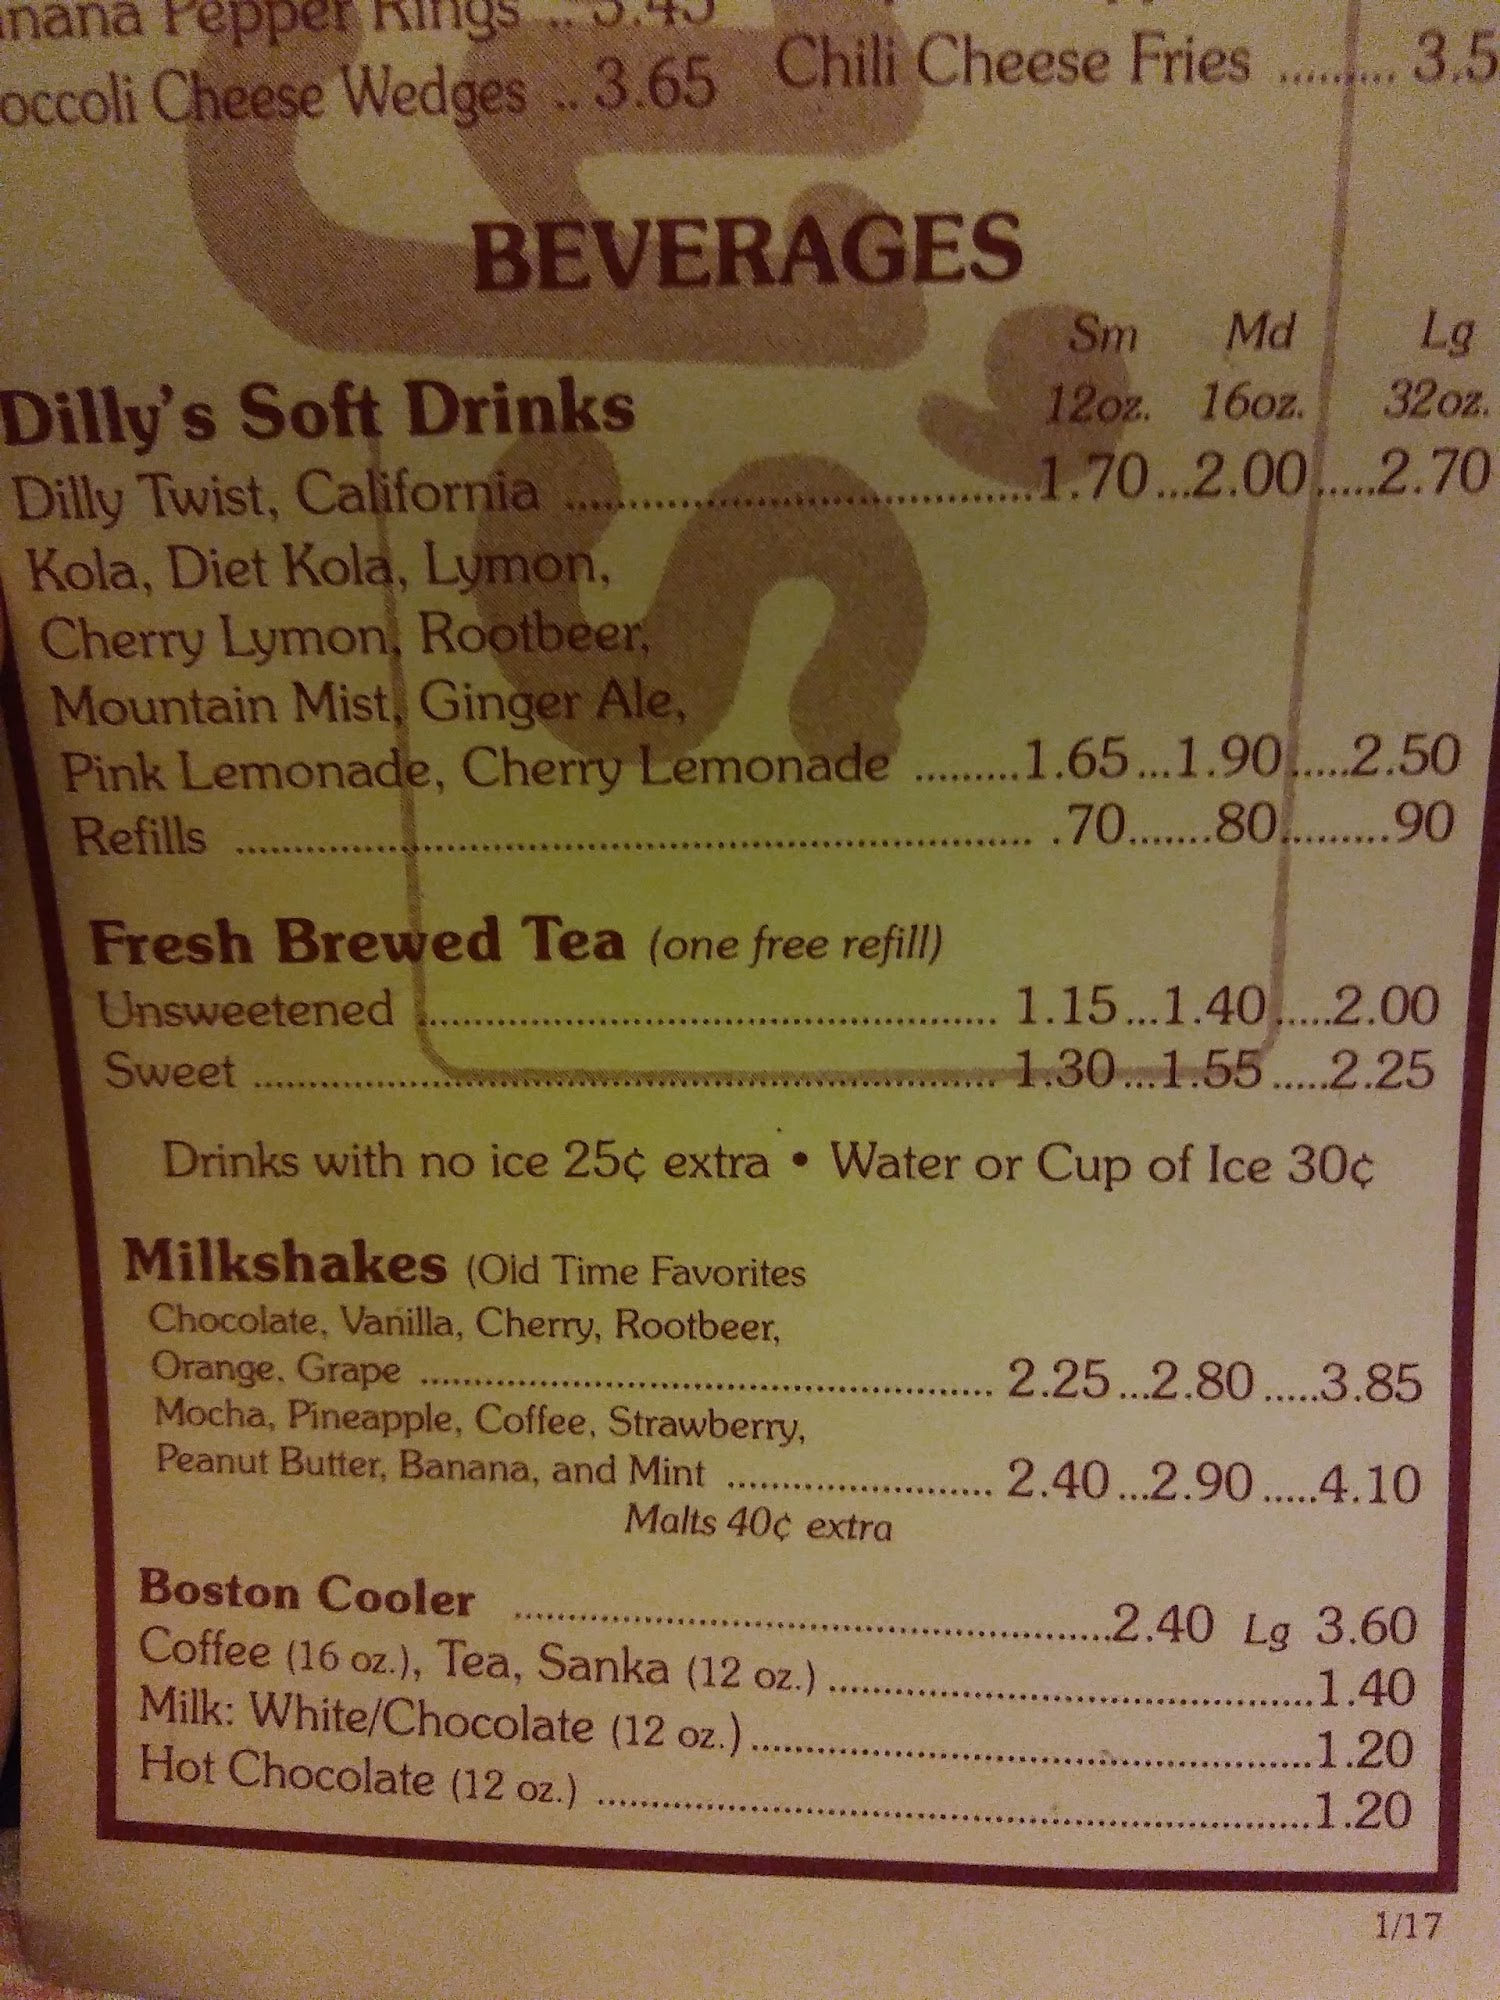 Pepper Rings .. 3.45
Cheese Wedges .. 3.65
Chili Cheese Fries ......... 3.5
BEVERAGES
Sm Md Lg
Dilly's Soft Drinks 12oz. 16oz. 32oz.
Dilly Twist, California ................................ 1.70...2.00.....2.70
Kola, Diet Kola, Lymon,
Cherry Lymon, Rootbeer,
Mountain Mist, Ginger Ale,
Pink Lemonade, Cherry Lemonade .........1.65...1.90.....2.50
Refills ........................................................ .70.......80.........90
Fresh Brewed Tea (one free refill)
Unsweetened ........................................ 1.15...1.40.....2.00
Sweet .................................................... 1.30...1.55.....2.25
Drinks with no ice 25¢ extra • Water or Cup of Ice 30¢
Milkshakes (Old Time Favorites
Chocolate, Vanilla, Cherry, Rootbeer,
Orange, Grape ........................................ 2.25...2.80.....3.85
Mocha, Pineapple, Coffee, Strawberry,
Peanut Butter, Banana, and Mint ................... 2.40...2.90.....4.10
Malts 40¢ extra
Boston Cooler ..........................................2.40 Lg 3.60
Coffee (16 oz.), Tea, Sanka (12 oz.) ..................................1.40
Milk: White/Chocolate (12 oz.) ........................................1.20
Hot Chocolate (12 oz.) ..................................................1.20
1/17